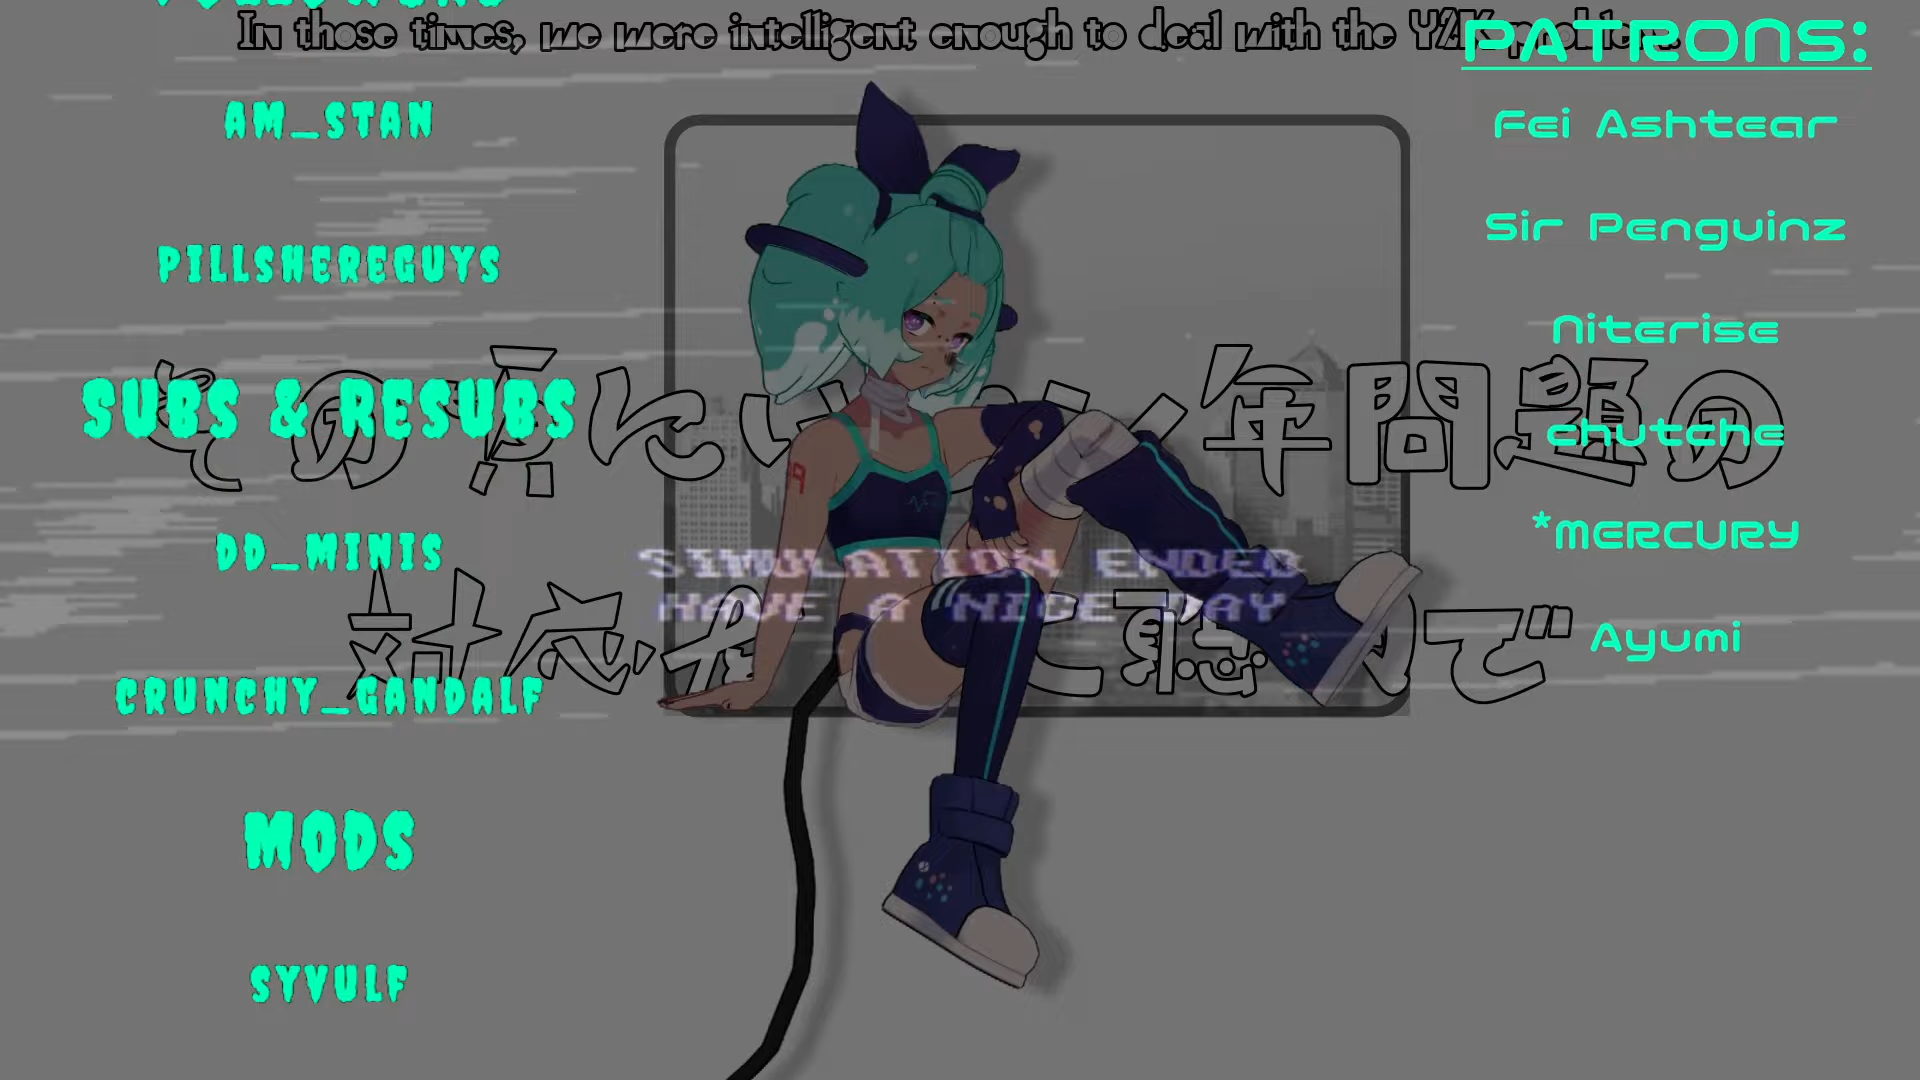 In those times, we were intelligent enough to deal with the Y2K problem.
AM_STAN
PILLSHEREGUYS
SUBS & RESUBS
DD_MINIS
CRUNCHY_GANDALF
MODS
SYVULF
年問題の
対応
で
SIMULATION ENDED
HAVE A NICE DAY
PATRONS:
Fei Ashtear
Sir Penguinz
Niterise
chutche
*MERCURY
Ayumi